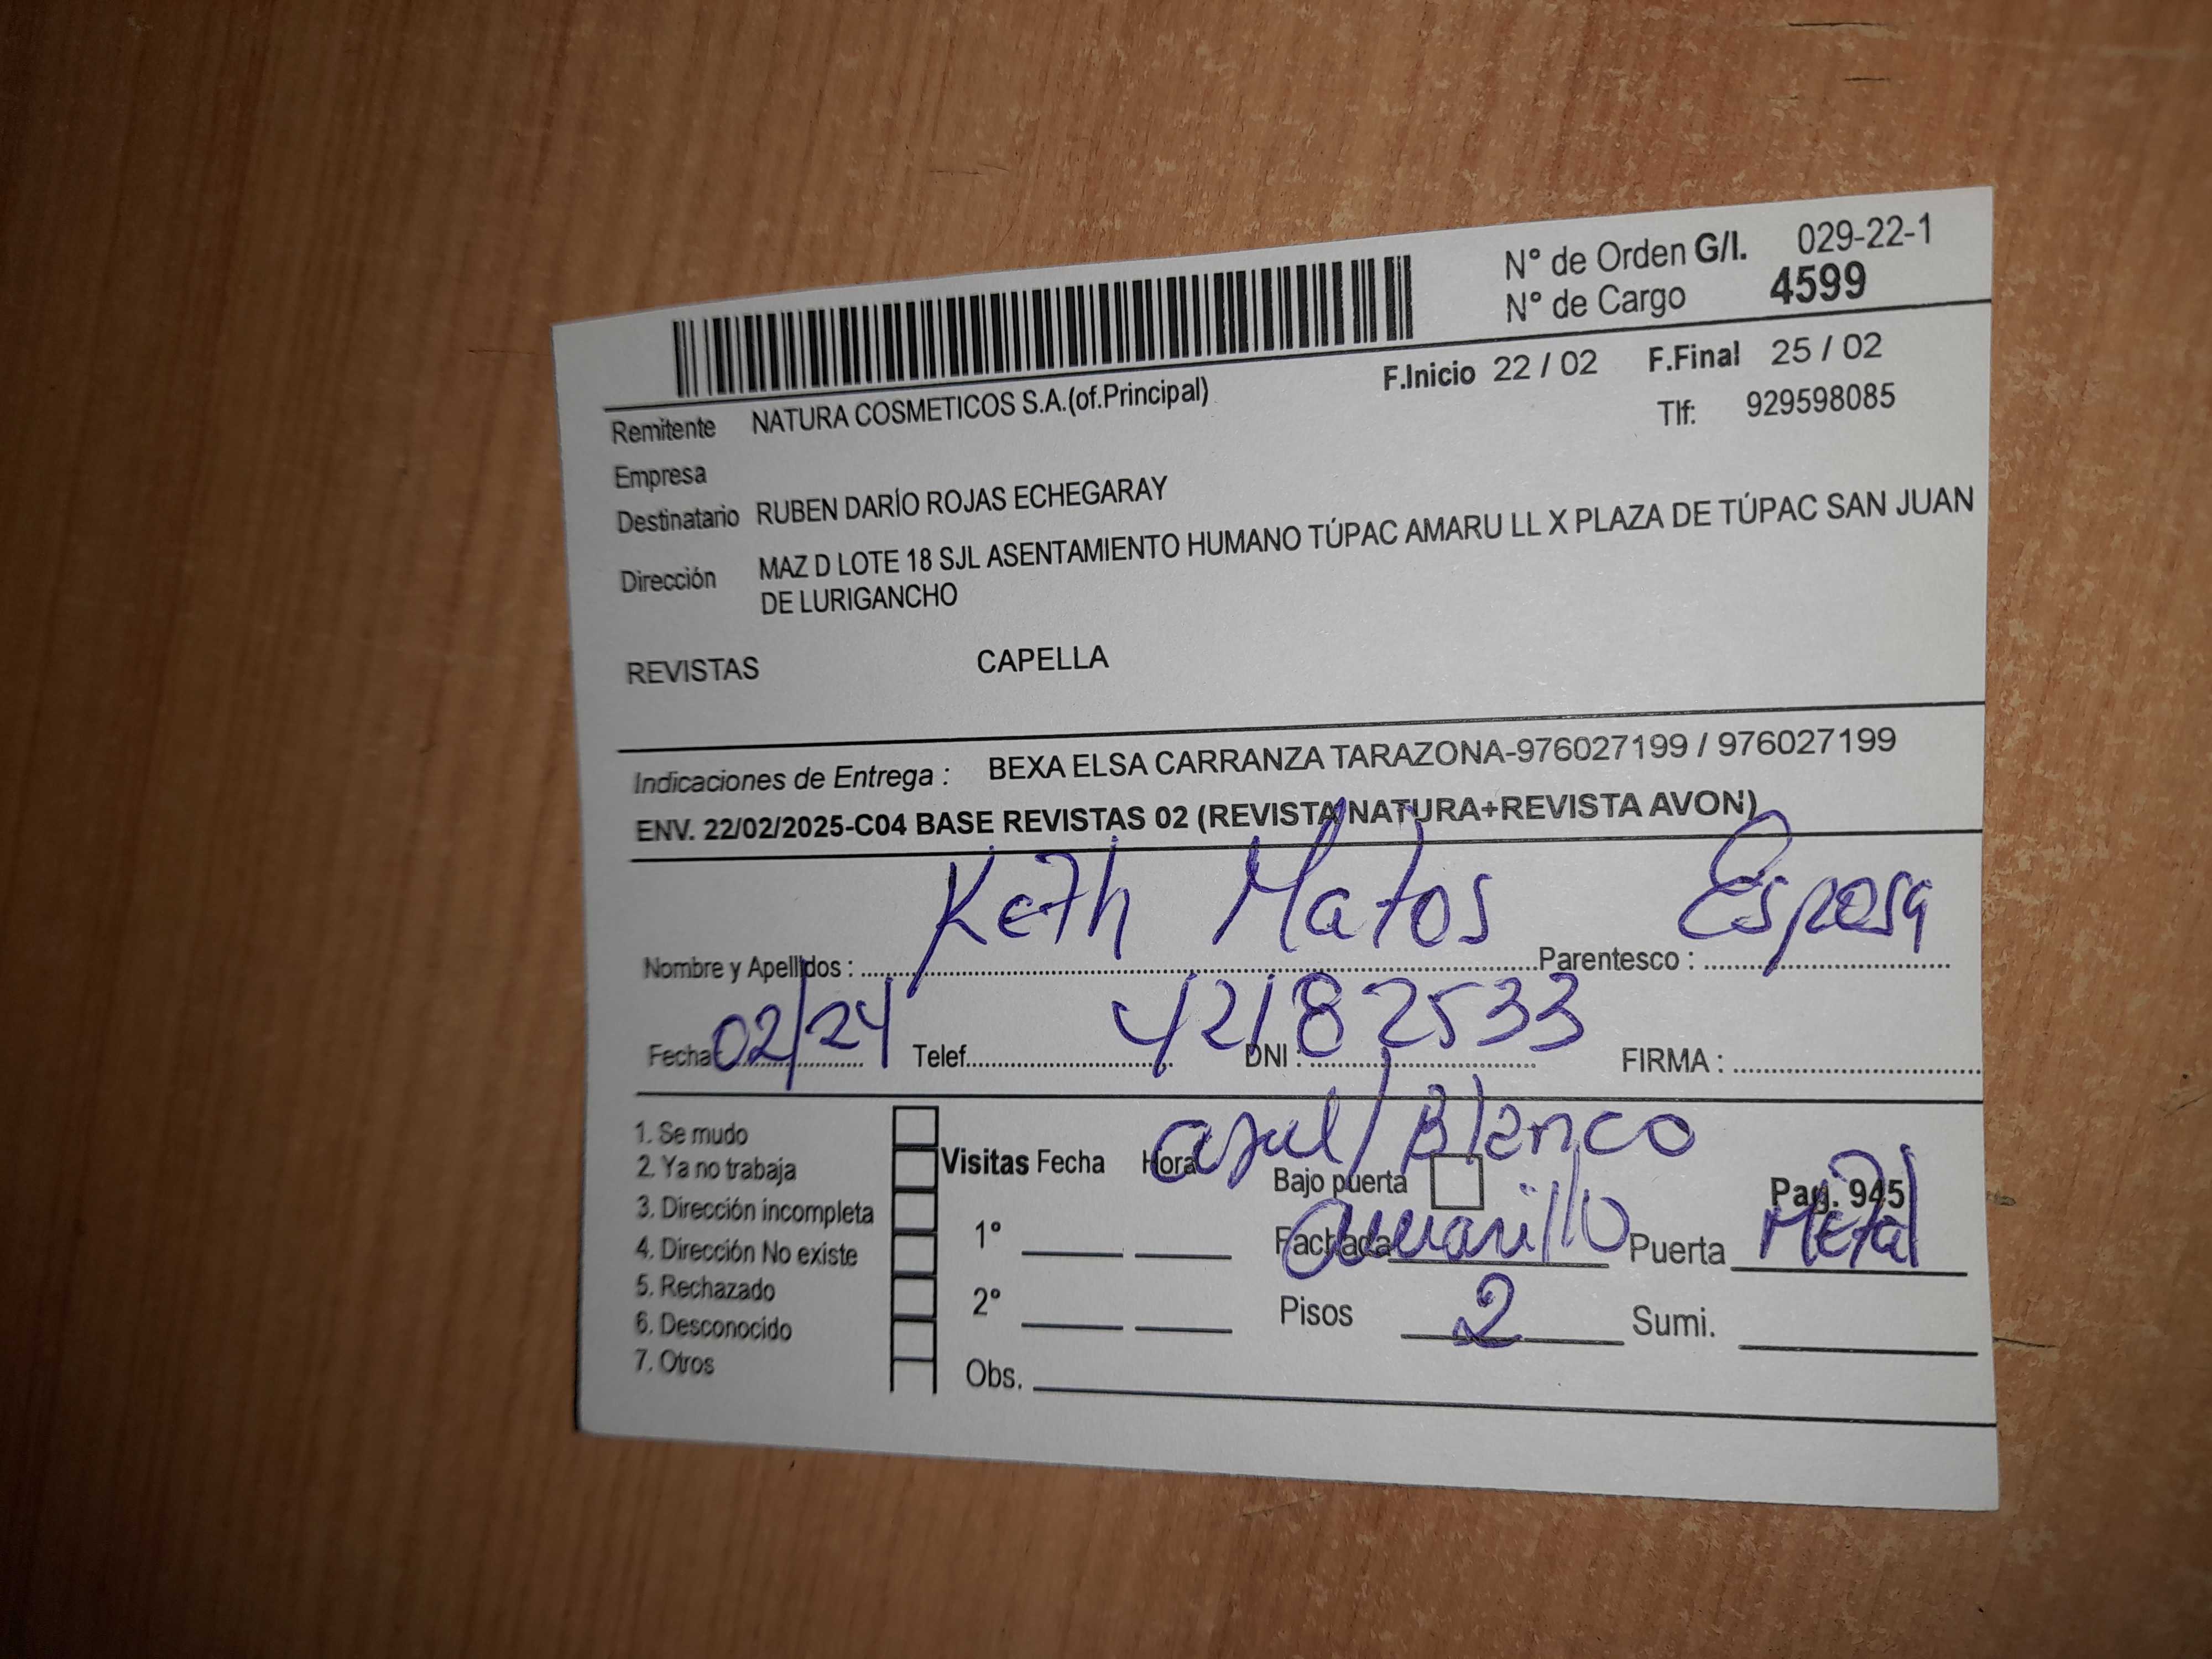 N° de Orden G/I. 029-22-1
N° de Cargo 4599
F.Inicio 22 / 02 F.Final 25 / 02
Remitente NATURA COSMETICOS S.A.(of.Principal)
Tlf: 929598085
Empresa
Destinatario RUBEN DARÍO ROJAS ECHEGARAY
Dirección MAZ D LOTE 18 SJL ASENTAMIENTO HUMANO TÚPAC AMARU LL X PLAZA DE TÚPAC SAN JUAN
DE LURIGANCHO
REVISTAS CAPELLA
Indicaciones de Entrega : BEXA ELSA CARRANZA TARAZONA-976027199 / 976027199
ENV. 22/02/2025-C04 BASE REVISTAS 02 (REVISTA NATURA+REVISTA AVON)
Nombre y Apellidos : Keth Matos Parentesco : Esposa
Fecha 02/24 Telef. DNI : 42182533 FIRMA :
azul/Blanco
1. Se mudo
2. Ya no trabaja
3. Dirección incompleta
4. Dirección No existe
5. Rechazado
6. Desconocido
7. Otros
Visitas Fecha Hora
1°
2°
Obs.
Bajo puerta
Pag. 945
Fachada amarillo Puerta Metal
Pisos 2 Sumi.